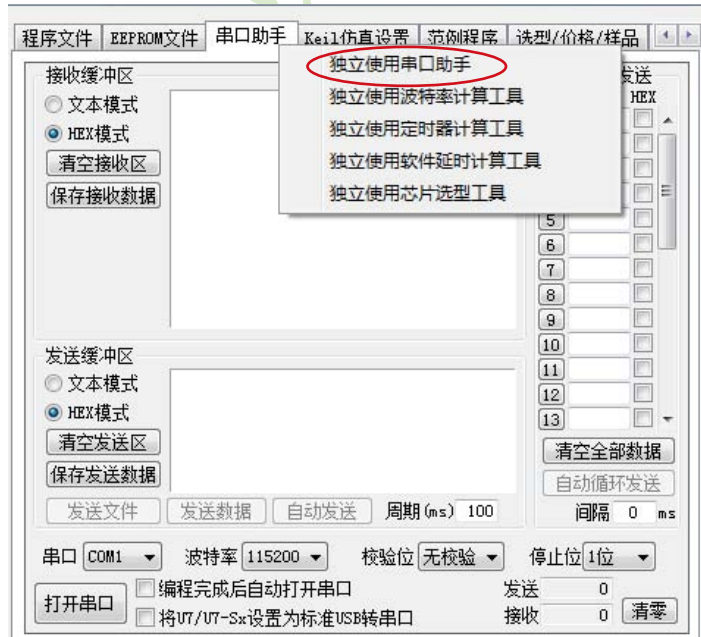 程序文件 EEPROM文件 串口助手 Keil仿真设置 范例程序 选型/价格/样品
独立使用串口助手
独立使用波特率计算工具
独立使用定时器计算工具
独立使用软件延时计算工具
独立使用芯片选型工具
接收缓冲区
文本模式
HEX模式
清空接收区
保存接收数据
发送
HEX
5
6
7
8
9
10
11
12
13
发送缓冲区
文本模式
HEX模式
清空发送区
保存发送数据
清空全部数据
自动循环发送
发送文件 发送数据 自动发送 周期(ms) 100 间隔 0 ms
串口 COM1 波特率 115200 校验位 无校验 停止位 1位
打开串口 编程完成后自动打开串口 发送 0
将U7/U7-Sx设置为标准USB转串口 接收 0 清零